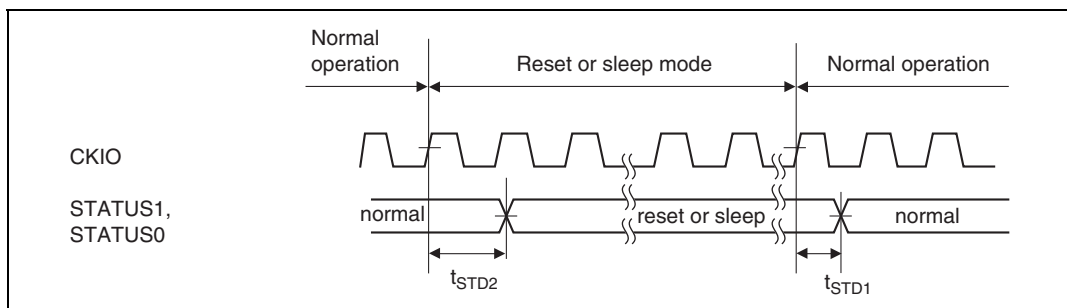 Normal
operation
Reset or sleep mode
Normal operation
CKIO
STATUS1,
STATUS0
normal
reset or sleep
normal
tSTD2
tSTD1